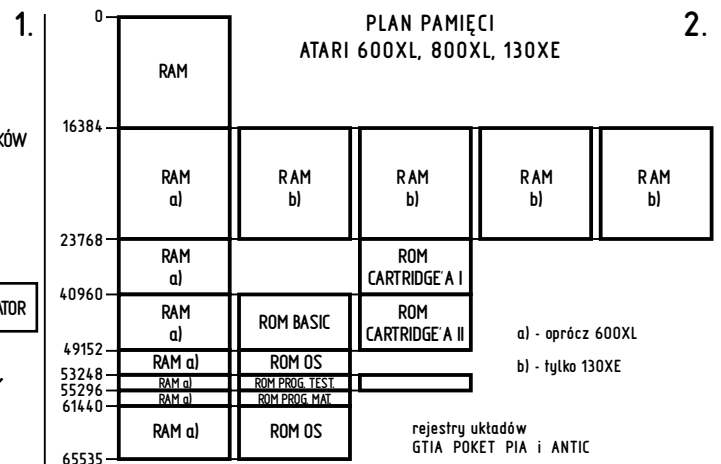 1.
2.
PLAN PAMIĘCI
ATARI 600XL, 800XL, 130XE
0
RAM
KÓW
16384
RAM
a)
RAM
b)
RAM
b)
RAM
b)
RAM
b)
23768
RAM
a)
ROM
CARTRIDGE'A I
40960
ATOR
RAM
a)
ROM BASIC
ROM
CARTRIDGE'A II
a) - oprócz 600XL
49152
RAM a)
ROM OS
b) - tylko 130XE
53248
RAM a)
ROM PROG. TEST.
55296
RAM a)
ROM PROG. MAT.
61440
RAM a)
ROM OS
rejestry układów
GTIA POKET PIA i ANTIC
65535